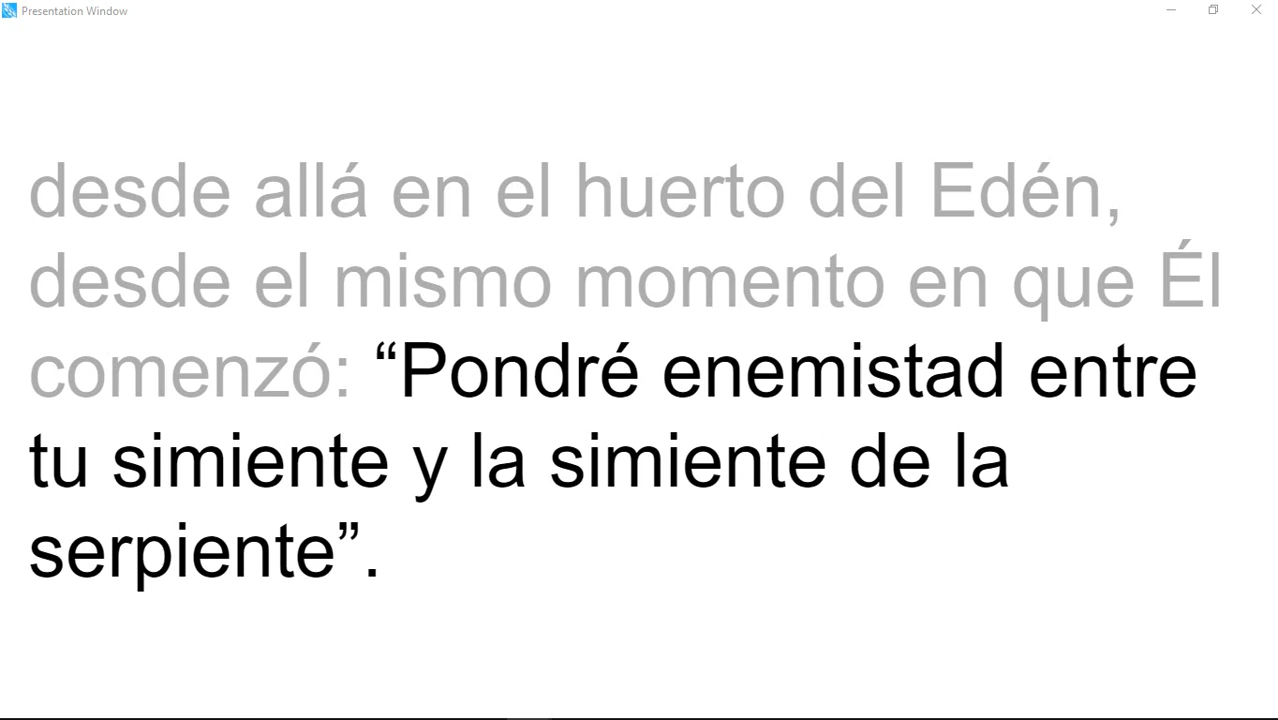 Presentation Window
desde allá en el huerto del Edén,
desde el mismo momento en que Él
comenzó: “Pondré enemistad entre
tu simiente y la simiente de la
serpiente”.